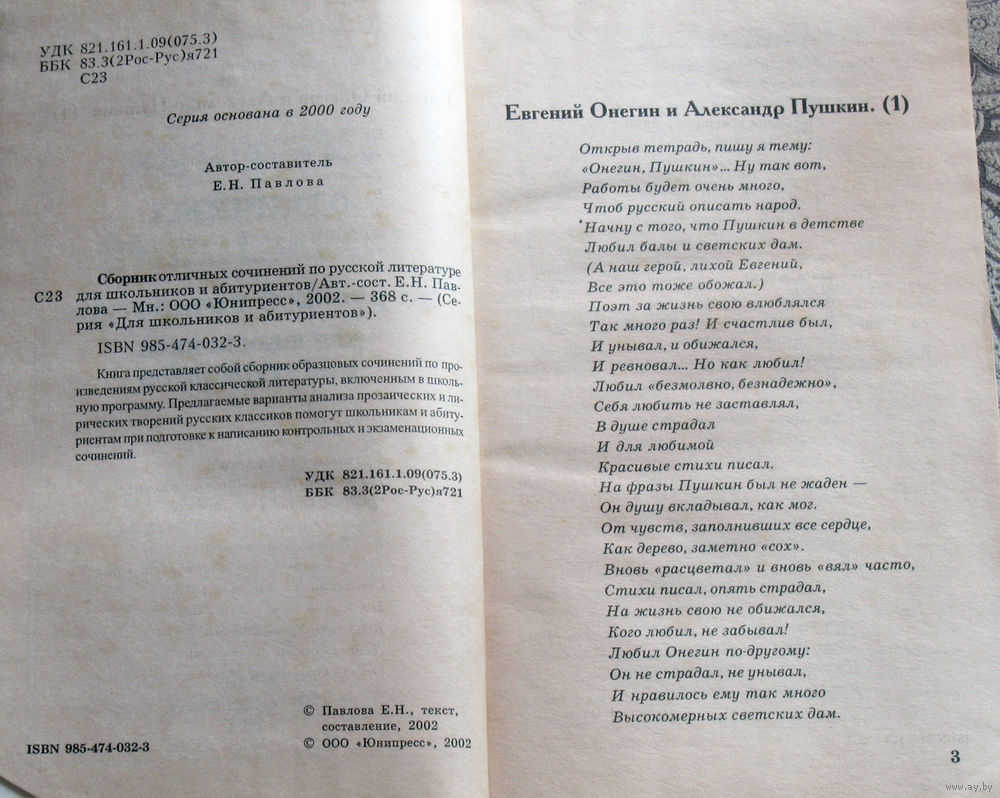 УДК 821.161.1.09(075.3)
ББК 83.3(2Рос-Рус)я721
С23
Серия основана в 2000 году
Автор-составитель
Е.Н. Павлова
Сборник отличных сочинений по русской литературе
С23 для школьников и абитуриентов/Авт.-сост. Е.Н. Пав-
лова — Мн.: ООО «Юнипресс», 2002. — 368 с. — (Се-
рия «Для школьников и абитуриентов»).
ISBN 985-474-032-3.
Книга представляет собой сборник образцовых сочинений по про-
изведениям русской классической литературы, включенным в школь-
ную программу. Предлагаемые варианты анализа прозаических и ли-
рических творений русских классиков помогут школьникам и абиту-
риентам при подготовке к написанию контрольных и экзаменационных
сочинений.
УДК 821.161.1.09(075.3)
ББК 83.3(2Рос-Рус)я721
© Павлова Е.Н., текст,
составление, 2002
© ООО «Юнипресс», 2002
ISBN 985-474-032-3
Евгений Онегин и Александр Пушкин. (1)
Открыв тетрадь, пишу я тему:
«Онегин, Пушкин»... Ну так вот,
Работы будет очень много,
Чтоб русский описать народ.
Начну с того, что Пушкин в детстве
Любил балы и светских дам.
(А наш герой, лихой Евгений,
Все это тоже обожал.)
Поэт за жизнь свою влюблялся
Так много раз! И счастлив был,
И унывал, и обижался,
И ревновал... Но как любил!
Любил «безмолвно, безнадежно»,
Себя любить не заставлял,
В душе страдал
И для любимой
Красивые стихи писал.
На фразы Пушкин был не жаден —
Он душу вкладывал, как мог.
От чувств, заполнивших все сердце,
Как дерево, заметно «сох».
Вновь «расцветал» и вновь «вял» часто,
Стихи писал, опять страдал,
На жизнь свою не обижался,
Кого любил, не забывал!
Любил Онегин по-другому:
Он не страдал, не унывал,
И нравилось ему так много
Высокомерных светских дам.
3
www.ay.by